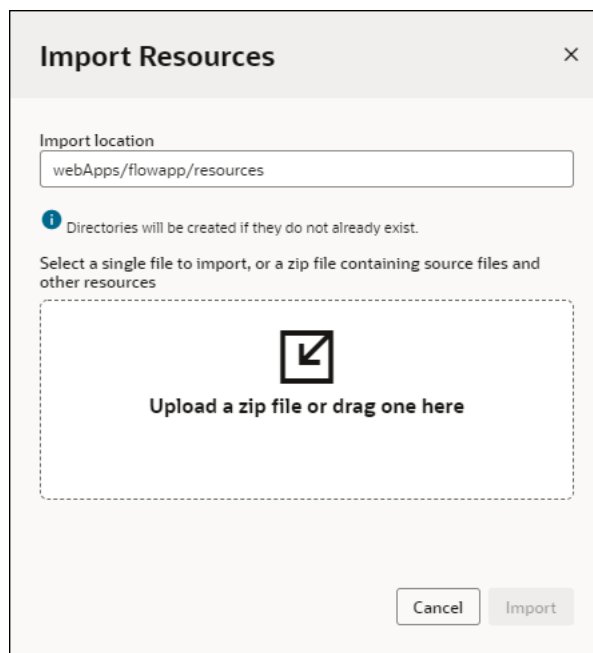 Import Resources
Import location
webApps/flowapp/resources
Directories will be created if they do not already exist.
Select a single file to import, or a zip file containing source files and
other resources
Upload a zip file or drag one here
Cancel
Import